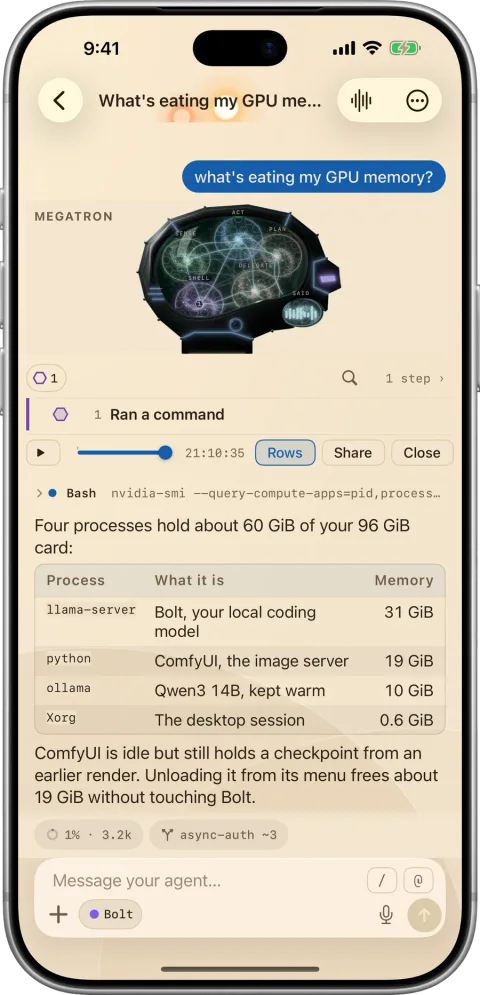 9:41
What's eating my GPU me...
what's eating my GPU memory?
MEGATRON
ACT
SENSE
PLAN
DELEGATE
SHELL
1
SAID
1
1 step ›
1 Ran a command
21:10:35
Rows
Share
Close
Bash nvidia-smi --query-compute-apps=pid,process…
Four processes hold about 60 GiB of your 96 GiB
card:
Process What it is Memory
llama-server Bolt, your local coding 31 GiB
model
python ComfyUI, the image server 19 GiB
ollama Qwen3 14B, kept warm 10 GiB
Xorg The desktop session 0.6 GiB
ComfyUI is idle but still holds a checkpoint from an
earlier render. Unloading it from its menu frees about
19 GiB without touching Bolt.
1% · 3.2k
async-auth ~3
Message your agent...
/
@
Bolt